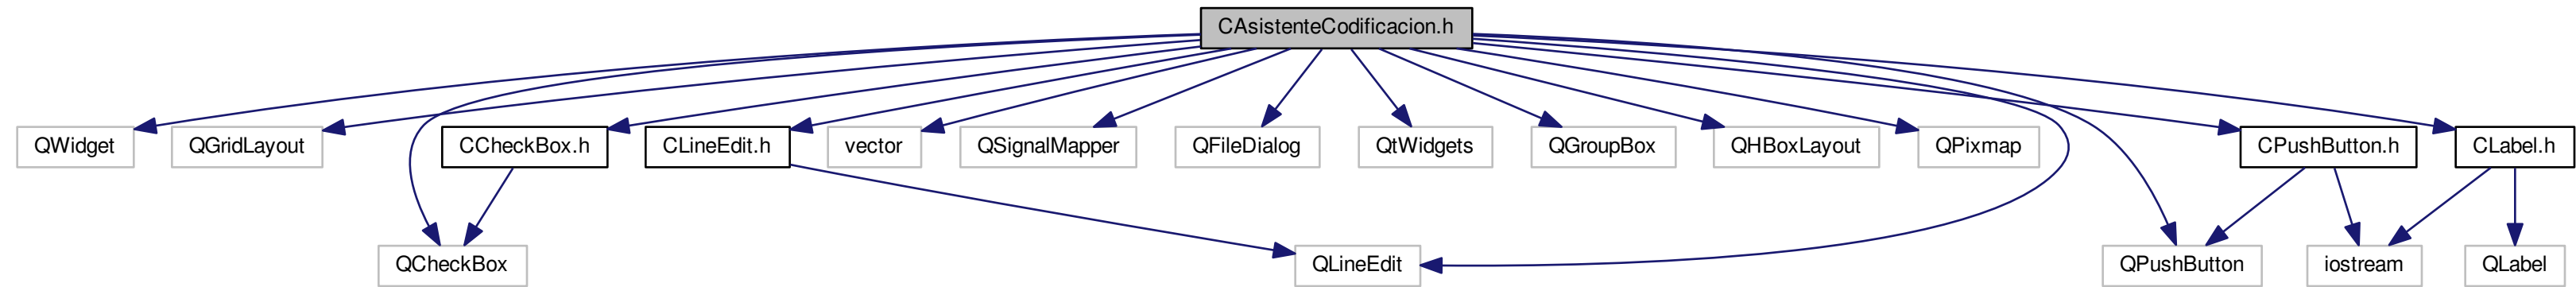 CAsistenteCodificacion.h
QWidget
QGridLayout
CCheckBox.h
CLineEdit.h
vector
QSignalMapper
QFileDialog
QtWidgets
QGroupBox
QHBoxLayout
QPixmap
CPushButton.h
CLabel.h
QCheckBox
QLineEdit
QPushButton
iostream
QLabel